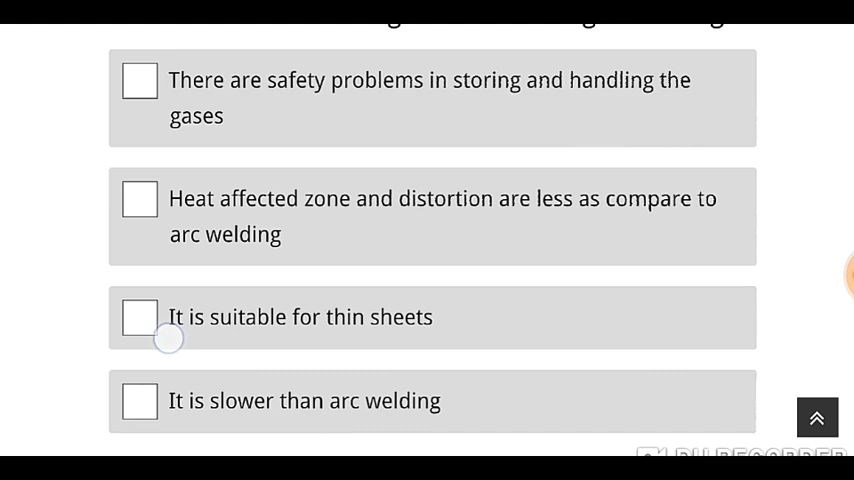 There are safety problems in storing and handling the
gases
Heat affected zone and distortion are less as compare to
arc welding
It is suitable for thin sheets
It is slower than arc welding